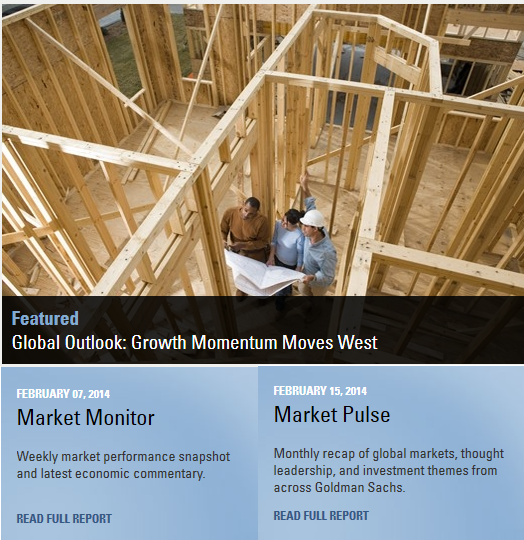 Featured
Global Outlook: Growth Momentum Moves West
FEBRUARY 07, 2014
Market Monitor
Weekly market performance snapshot
and latest economic commentary.
READ FULL REPORT
FEBRUARY 15, 2014
Market Pulse
Monthly recap of global markets, thought
leadership, and investment themes from
across Goldman Sachs.
READ FULL REPORT